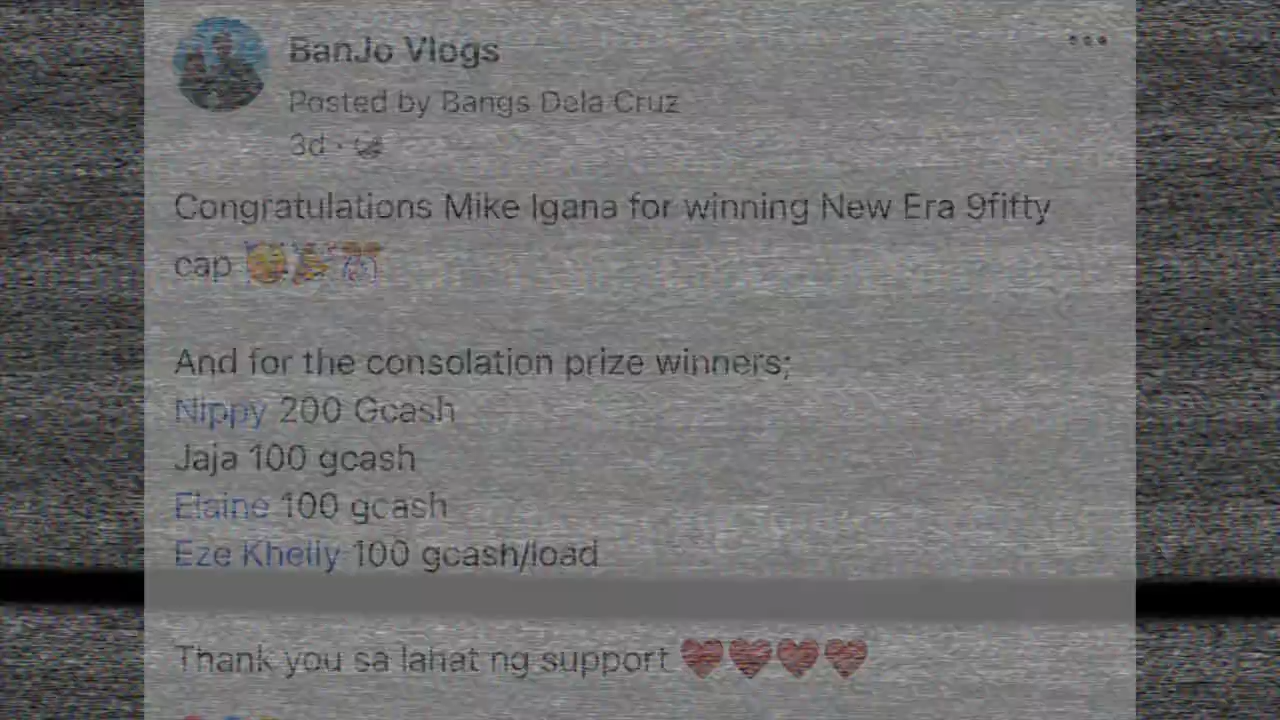 BanJo Vlogs
Posted by Bangs Dela Cruz
3d ·
Congratulations Mike Igana for winning New Era 9fifty
cap 🥳🎉🎊
And for the consolation prize winners;
Nippy 200 Gcash
Jaja 100 gcash
Elaine 100 gcash
Eze Khelly 100 gcash/load
Thank you sa lahat ng support ❤️❤️❤️❤️